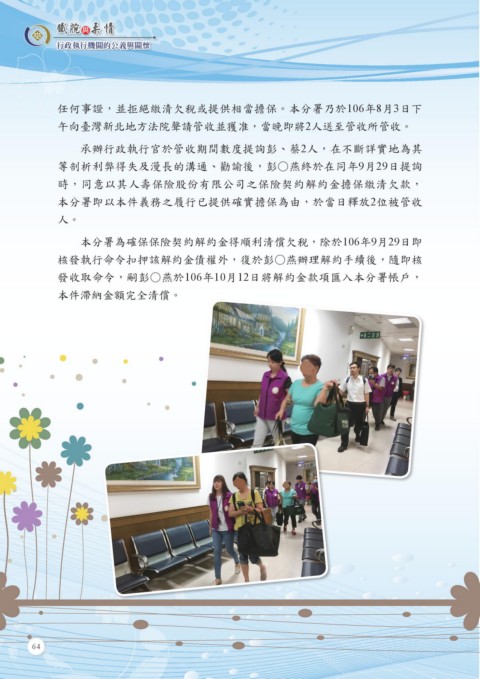 鐵腕與柔情
行政執行機關的公義與關懷
任何事證，並拒絕繳清欠稅或提供相當擔保。本分署乃於106年8月3日下
午向臺灣新北地方法院聲請管收並獲准，當晚即將2人送至管收所管收。
承辦行政執行官於管收期間數度提詢彭、蔡2人，在不斷詳實地為其
等剖析利弊得失及漫長的溝通、勸諭後，彭○燕終於在同年9月29日提詢
時，同意以其人壽保險股份有限公司之保險契約解約金擔保繳清欠款，
本分署即以本件義務之履行已提供確實擔保為由，於當日釋放2位被管收
人。
本分署為確保保險契約解約金得順利清償欠稅，除於106年9月29日即
核發執行命令扣押該解約金債權外，復於彭○燕辦理解約手續後，隨即核
發收取命令，嗣彭○燕於106年10月12日將解約金款項匯入本分署帳戶，
本件滯納金額完全清償。
64